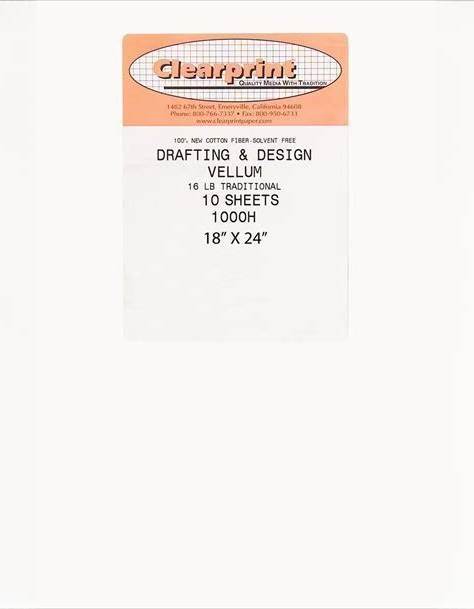 Clearprint
QUALITY MEDIA WITH TRADITION
1482 67th Street, Emeryville, California 94608
Phone: 800-766-7337 • Fax: 800-950-6733
www.clearprintpaper.com
100% NEW COTTON FIBER-SOLVENT FREE
DRAFTING & DESIGN
VELLUM
16 LB TRADITIONAL
10 SHEETS
1000H
18" X 24"